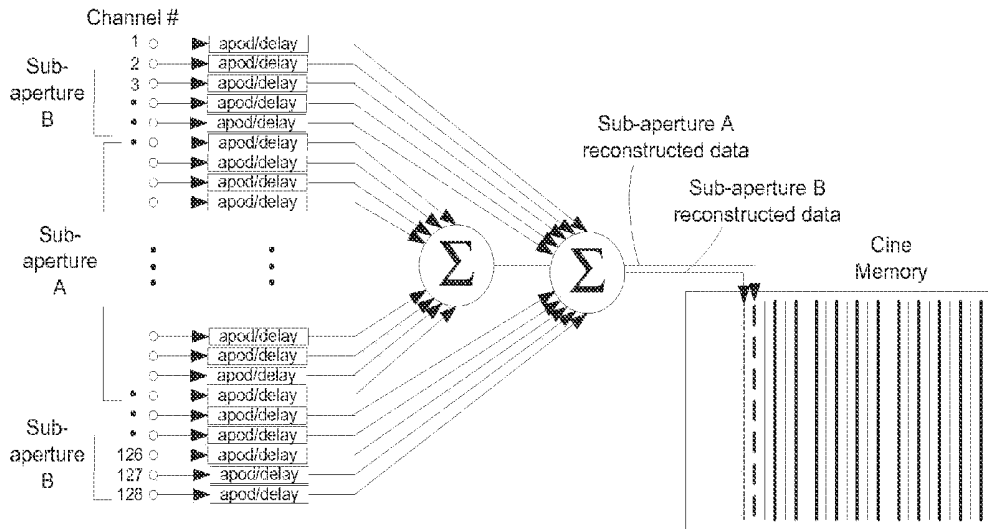 Channel #
1 apod/delay
2 apod/delay
3 apod/delay
apod/delay
apod/delay
apod/delay
apod/delay
apod/delay
apod/delay
Sub-
aperture
B
Sub-aperture A
reconstructed data
Sub-aperture B
reconstructed data
Sub-
aperture
A
Σ
Σ
Cine
Memory
apod/delay
apod/delay
apod/delay
apod/delay
apod/delay
apod/delay
126 apod/delay
127 apod/delay
128 apod/delay
Sub-
aperture
B